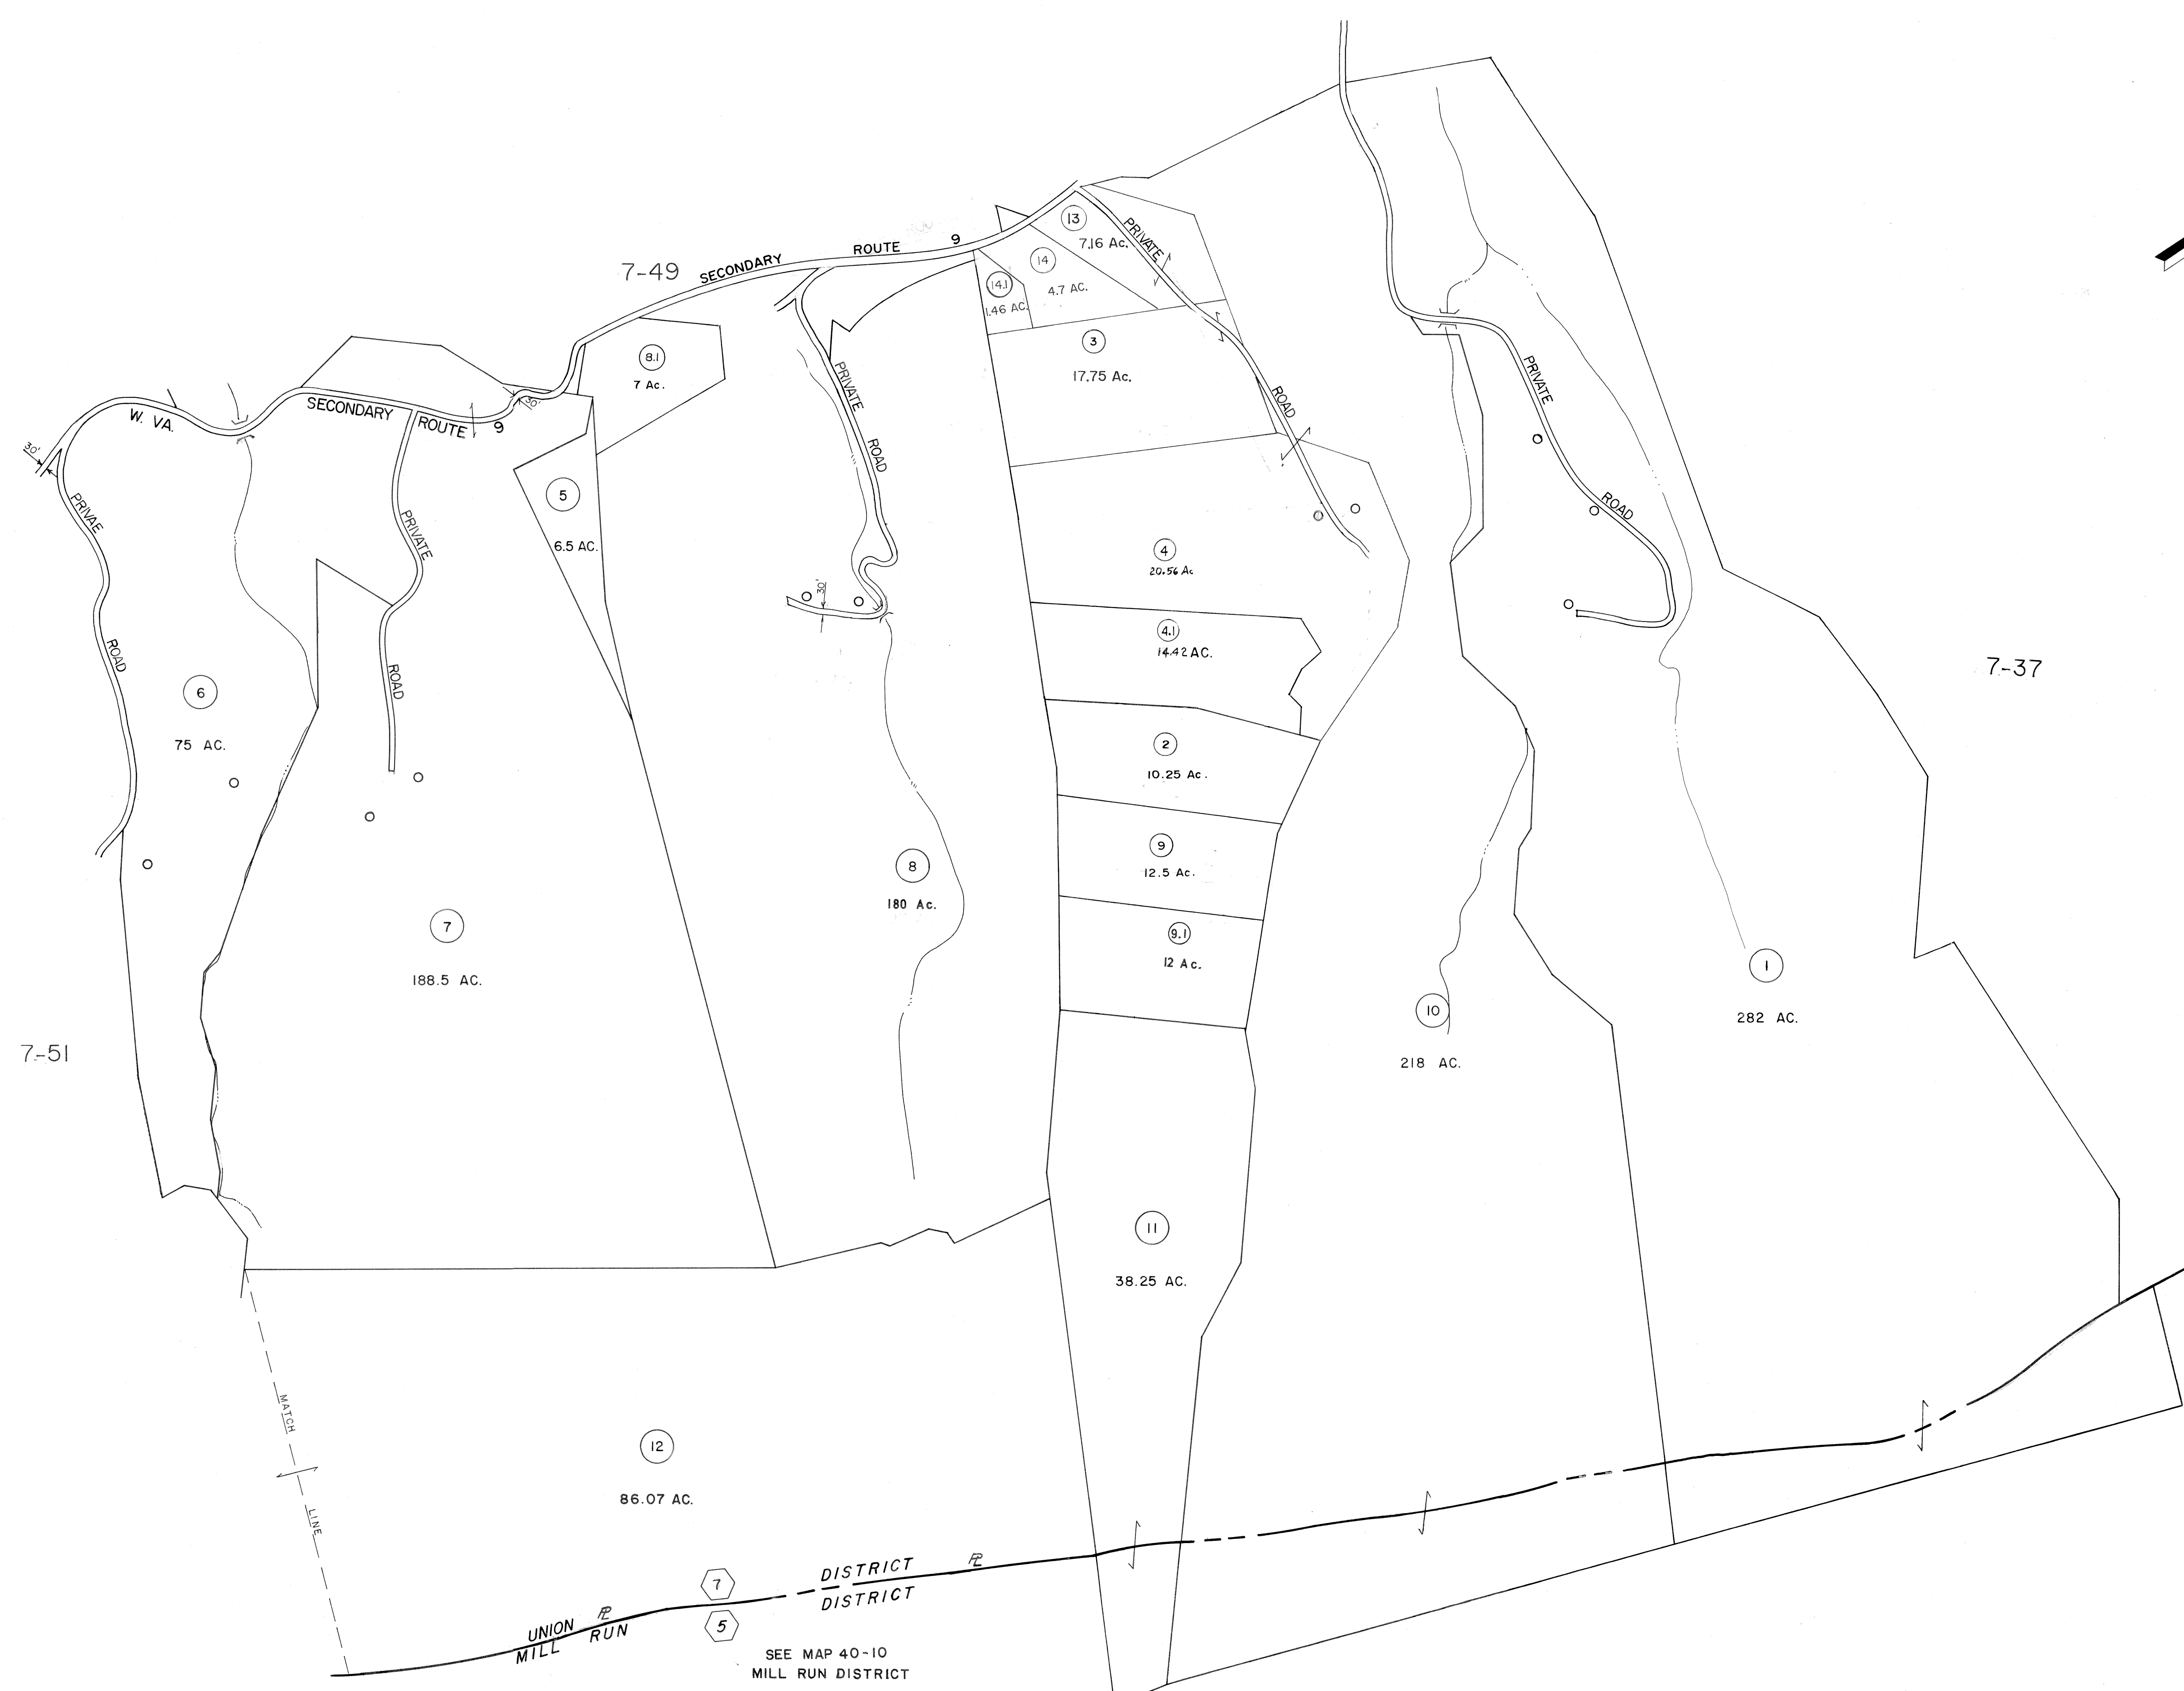 7-49
SECONDARY ROUTE 9
13
7.16 Ac.
PRIVATE
ROAD
14
4.7 AC.
14.1
1.46 AC.
3
17.75 Ac.
8.1
7 Ac.
W. VA.
SECONDARY
ROUTE 9
30'
30'
PRIVAE
ROAD
PRIVATE
ROAD
5
6.5 AC.
PRIVATE
ROAD
30'
PRIVATE
ROAD
4
20.56 Ac
4.1
14.42 AC.
7-37
6
75 AC.
2
10.25 Ac.
9
12.5 Ac.
8
180 Ac.
7
188.5 AC.
9.1
12 Ac.
10
218 AC.
1
282 AC.
7-51
11
38.25 AC.
MATCH
LINE
12
86.07 AC.
UNION PL 7 DISTRICT PL
MILL RUN 5 DISTRICT
SEE MAP 40-10
MILL RUN DISTRICT